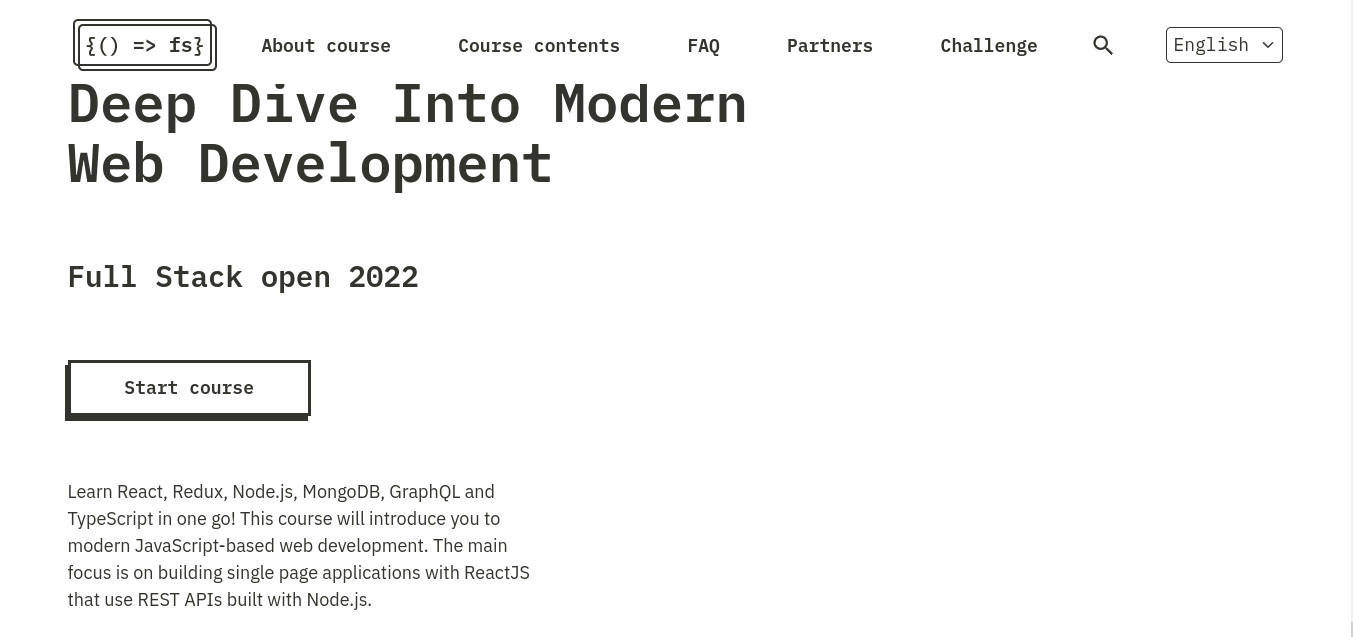 {() => fs}
About course
Course contents
FAQ
Partners
Challenge
English
Deep Dive Into Modern
Web Development
Full Stack open 2022
Start course
Learn React, Redux, Node.js, MongoDB, GraphQL and
TypeScript in one go! This course will introduce you to
modern JavaScript-based web development. The main
focus is on building single page applications with ReactJS
that use REST APIs built with Node.js.